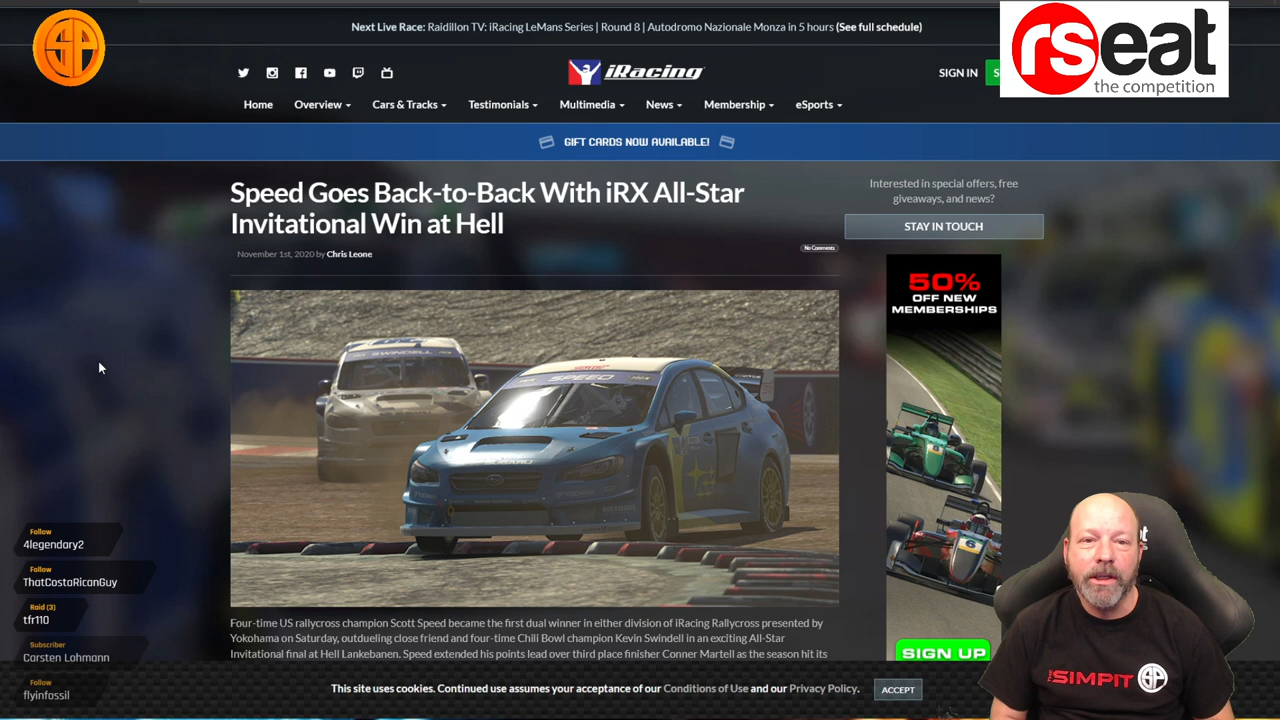 Next Live Race: Raidillon TV: iRacing LeMans Series | Round 8 | Autodromo Nazionale Monza in 5 hours (See full schedule)
SP
rseat
the competition
iRacing
SIGN IN
Home Overview Cars & Tracks Testimonials Multimedia News Membership eSports
GIFT CARDS NOW AVAILABLE!
Speed Goes Back-to-Back With iRX All-Star
Invitational Win at Hell
November 1st, 2020 by Chris Leone
No Comments
Interested in special offers, free
giveaways, and news?
STAY IN TOUCH
50%
OFF NEW
MEMBERSHIPS
SWINDELL
SPEED
SUBARU
6
SIGN UP
Four-time US rallycross champion Scott Speed became the first dual winner in either division of iRacing Rallycross presented by
Yokohama on Saturday, outdueling close friend and four-time Chili Bowl champion Kevin Swindell in an exciting All-Star
Invitational final at Hell Lankebanen. Speed extended his points lead over third place finisher Conner Martell as the season hit its
Follow
4legendary2
Follow
ThatCostaRicanGuy
Raid (3)
tfr110
Subscriber
Carsten Lohmann
Follow
flyinfossil
This site uses cookies. Continued use assumes your acceptance of our Conditions of Use and our Privacy Policy.
ACCEPT
THE SIMPIT SP